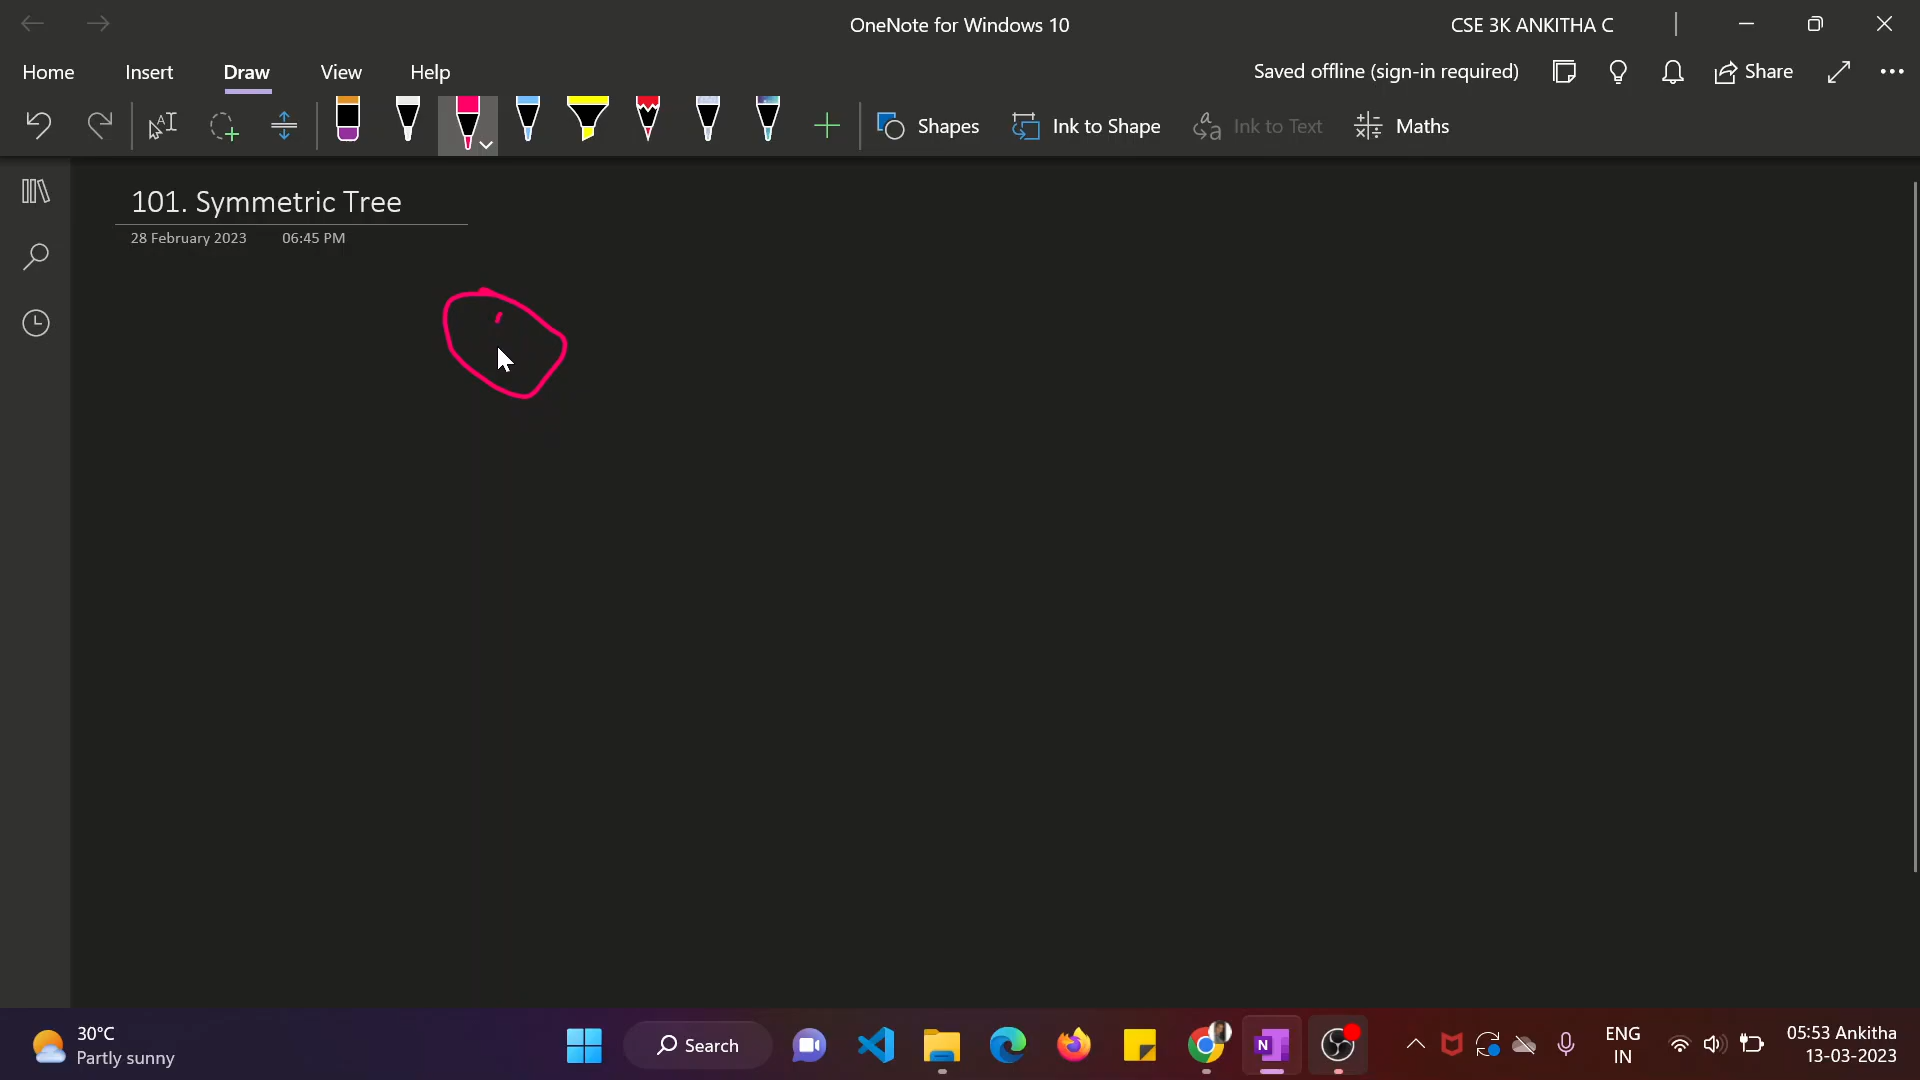 OneNote for Windows 10
CSE 3K ANKITHA C
Home Insert Draw View Help
Saved offline (sign-in required)
Share
Shapes
Ink to Shape
Ink to Text
Maths
101. Symmetric Tree
28 February 2023 06:45 PM
30°C
Partly sunny
Search
ENG
IN
05:53 Ankitha
13-03-2023